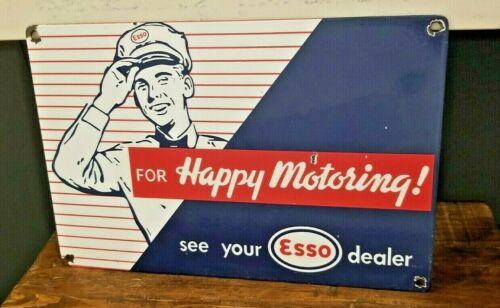 Esso
FOR Happy Motoring!
see your Esso dealer